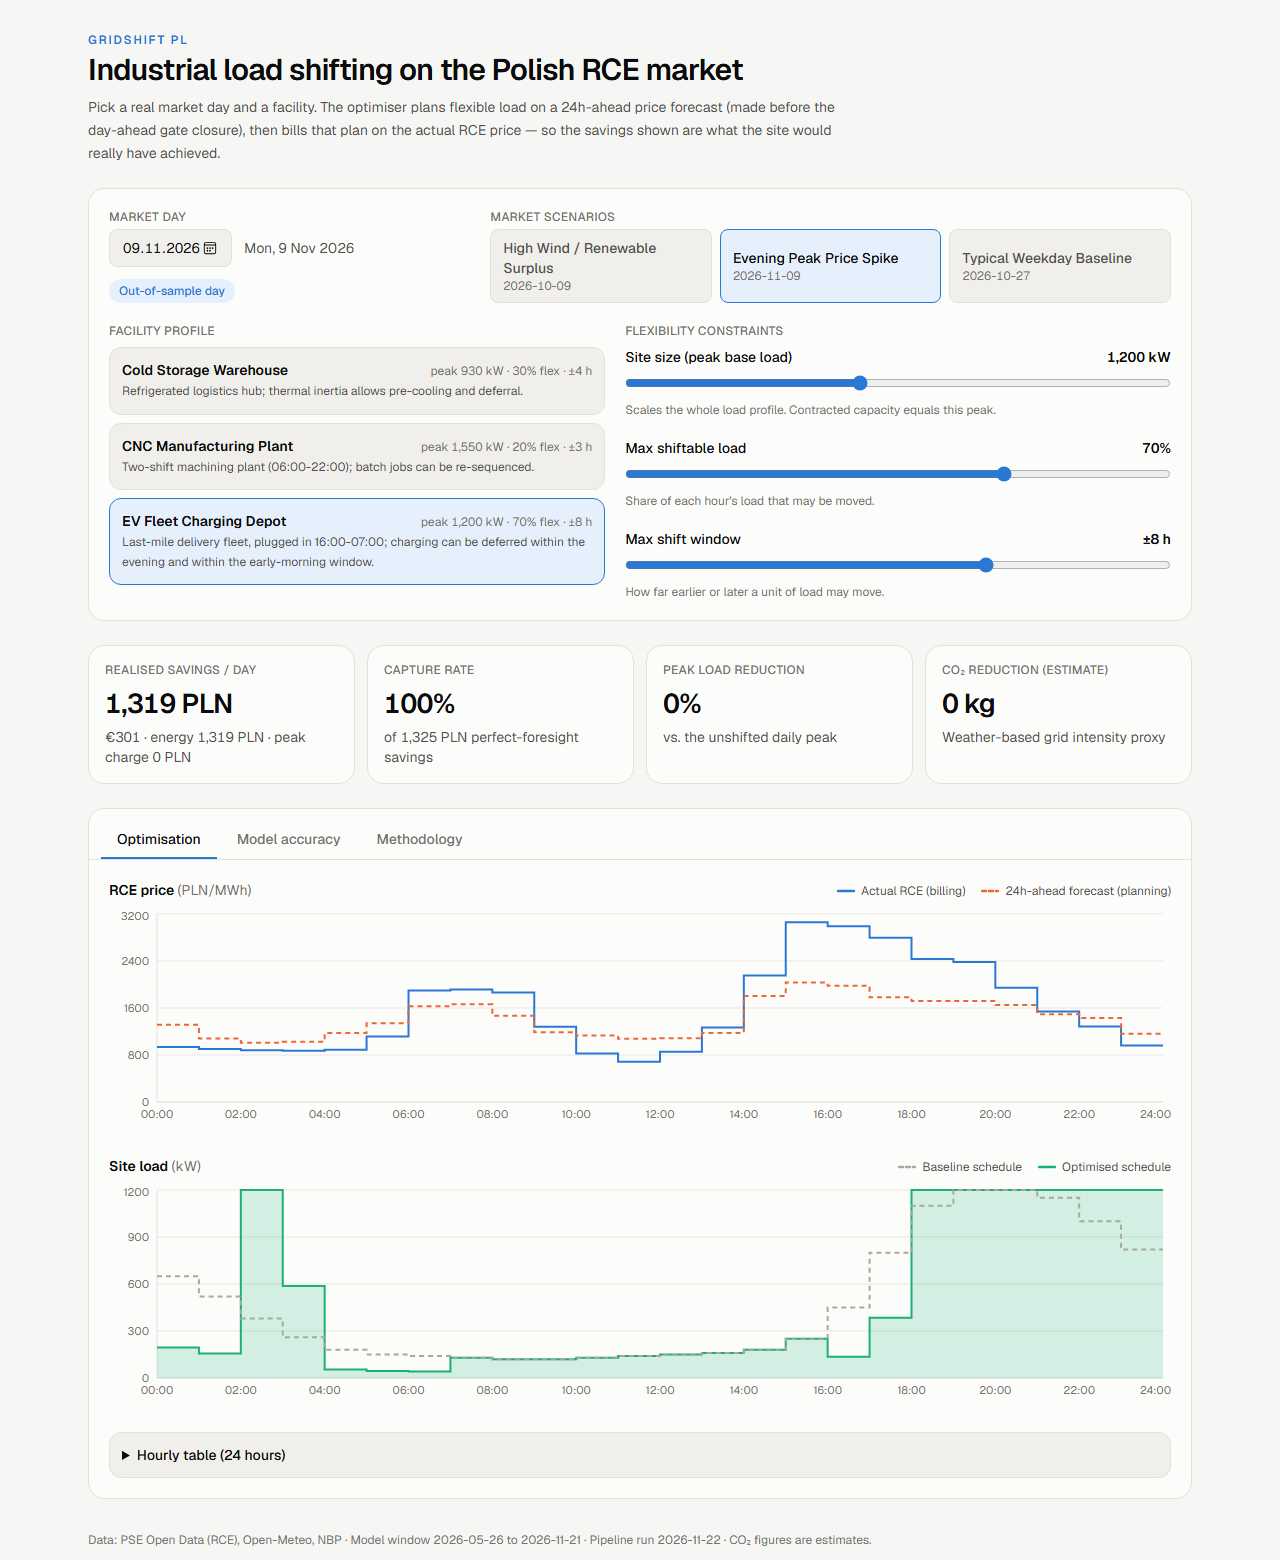 GRIDSHIFT PL
Industrial load shifting on the Polish RCE market
Pick a real market day and a facility. The optimiser plans flexible load on a 24h-ahead price forecast (made before the
day-ahead gate closure), then bills that plan on the actual RCE price — so the savings shown are what the site would
really have achieved.
MARKET DAY
09.11.2026
Mon, 9 Nov 2026
Out-of-sample day
MARKET SCENARIOS
High Wind / Renewable
Surplus
2026-10-09
Evening Peak Price Spike
2026-11-09
Typical Weekday Baseline
2026-10-27
FACILITY PROFILE
Cold Storage Warehouse
peak 930 kW · 30% flex · ±4 h
Refrigerated logistics hub; thermal inertia allows pre-cooling and deferral.
CNC Manufacturing Plant
peak 1,550 kW · 20% flex · ±3 h
Two-shift machining plant (06:00-22:00); batch jobs can be re-sequenced.
EV Fleet Charging Depot
peak 1,200 kW · 70% flex · ±8 h
Last-mile delivery fleet, plugged in 16:00-07:00; charging can be deferred within the
evening and within the early-morning window.
FLEXIBILITY CONSTRAINTS
Site size (peak base load)
1,200 kW
Scales the whole load profile. Contracted capacity equals this peak.
Max shiftable load
70%
Share of each hour's load that may be moved.
Max shift window
±8 h
How far earlier or later a unit of load may move.
REALISED SAVINGS / DAY
1,319 PLN
€301 · energy 1,319 PLN · peak
charge 0 PLN
CAPTURE RATE
100%
of 1,325 PLN perfect-foresight
savings
PEAK LOAD REDUCTION
0%
vs. the unshifted daily peak
CO₂ REDUCTION (ESTIMATE)
0 kg
Weather-based grid intensity proxy
Optimisation
Model accuracy
Methodology
RCE price (PLN/MWh)
Actual RCE (billing)
24h-ahead forecast (planning)
3200
2400
1600
800
0
00:00
02:00
04:00
06:00
08:00
10:00
12:00
14:00
16:00
18:00
20:00
22:00
24:00
Site load (kW)
Baseline schedule
Optimised schedule
1200
900
600
300
0
00:00
02:00
04:00
06:00
08:00
10:00
12:00
14:00
16:00
18:00
20:00
22:00
24:00
Hourly table (24 hours)
Data: PSE Open Data (RCE), Open-Meteo, NBP · Model window 2026-05-26 to 2026-11-21 · Pipeline run 2026-11-22 · CO₂ figures are estimates.